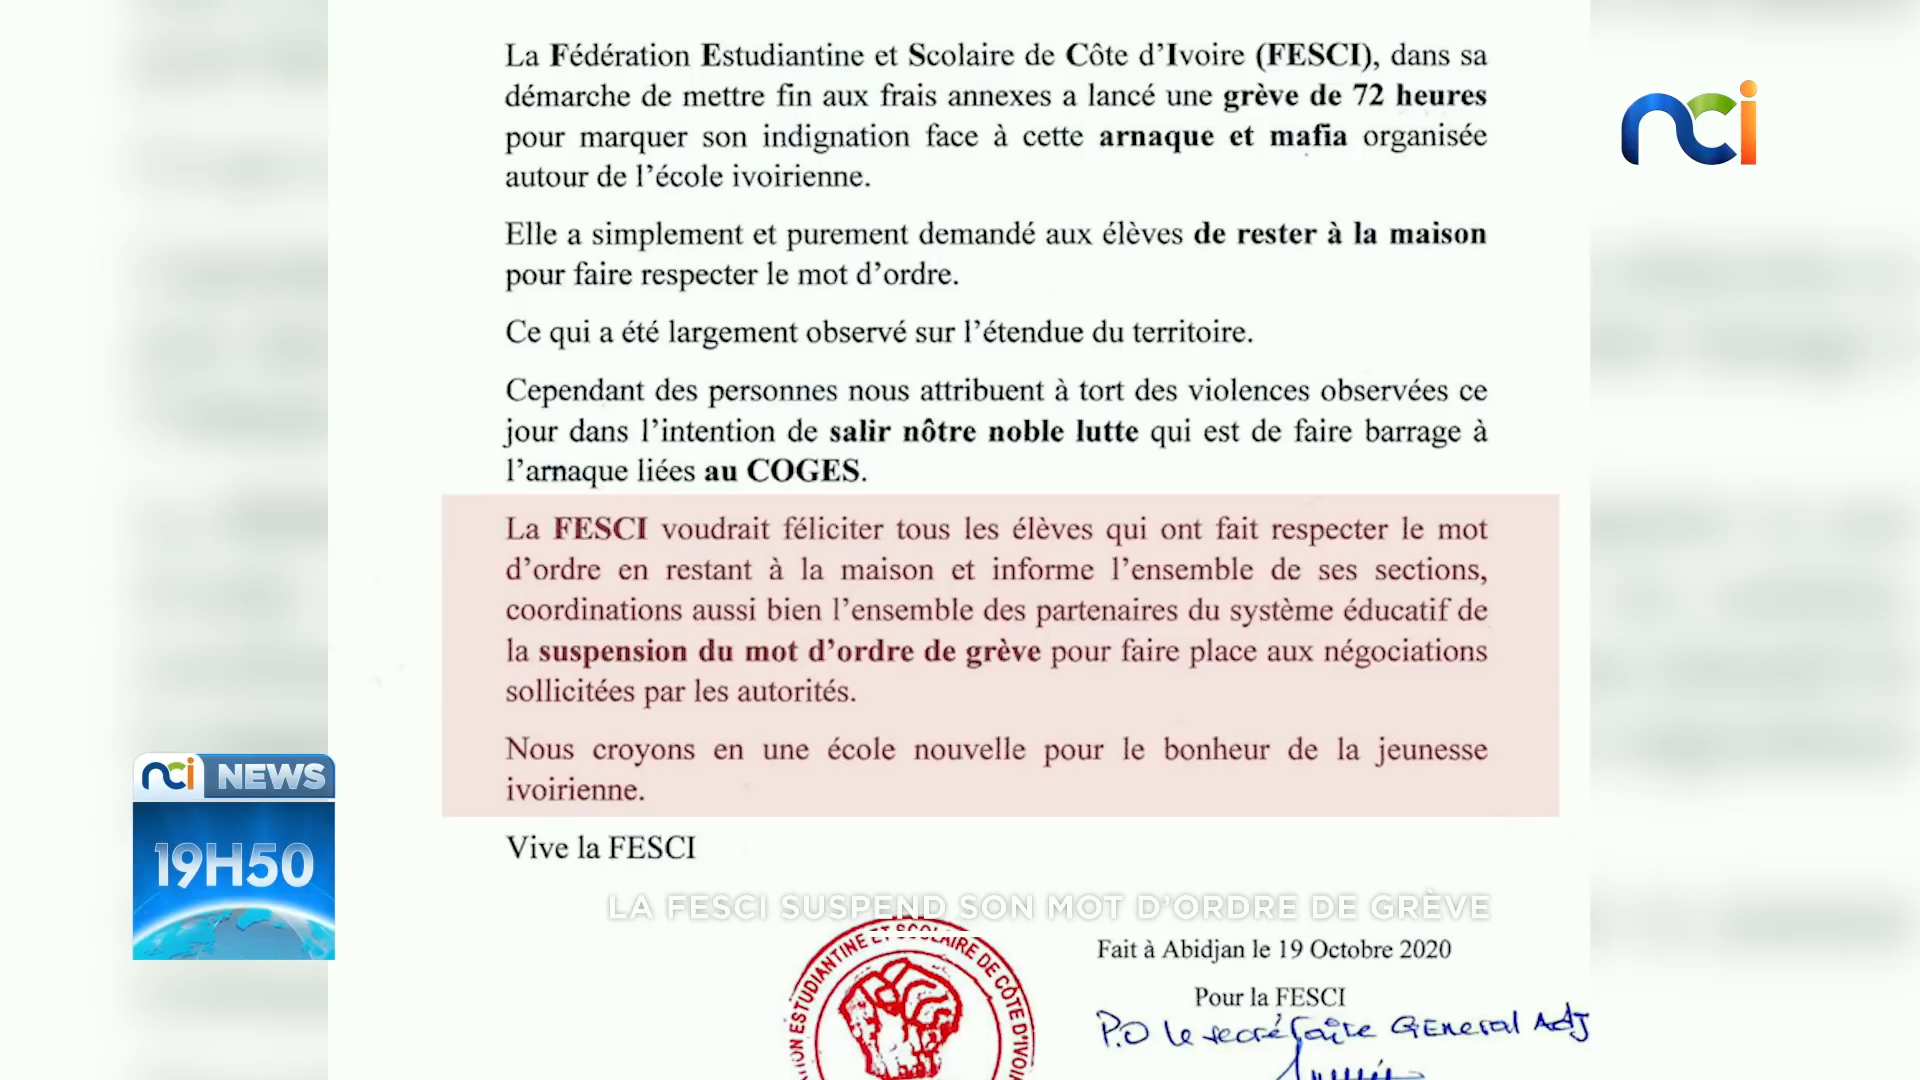 La Fédération Estudiantine et Scolaire de Côte d'Ivoire (FESCI), dans sa
démarche de mettre fin aux frais annexes a lancé une grève de 72 heures
pour marquer son indignation face à cette arnaque et mafia organisée
autour de l'école ivoirienne.
Elle a simplement et purement demandé aux élèves de rester à la maison
pour faire respecter le mot d'ordre.
Ce qui a été largement observé sur l'étendue du territoire.
Cependant des personnes nous attribuent à tort des violences observées ce
jour dans l'intention de salir nôtre noble lutte qui est de faire barrage à
l'arnaque liées au COGES.
La FESCI voudrait féliciter tous les élèves qui ont fait respecter le mot
d'ordre en restant à la maison et informe l'ensemble de ses sections,
coordinations aussi bien l'ensemble des partenaires du système éducatif de
la suspension du mot d'ordre de grève pour faire place aux négociations
sollicitées par les autorités.
Nous croyons en une école nouvelle pour le bonheur de la jeunesse
ivoirienne.
Vive la FESCI
LA FESCI SUSPEND SON MOT D'ORDRE DE GRÈVE
ESTUDIANTINE ET SCOLAIRE DE CÔTE D'IVOI
Fait à Abidjan le 19 Octobre 2020
Pour la FESCI
P.O le secrétaire General Adj
nci
nci NEWS
19H50